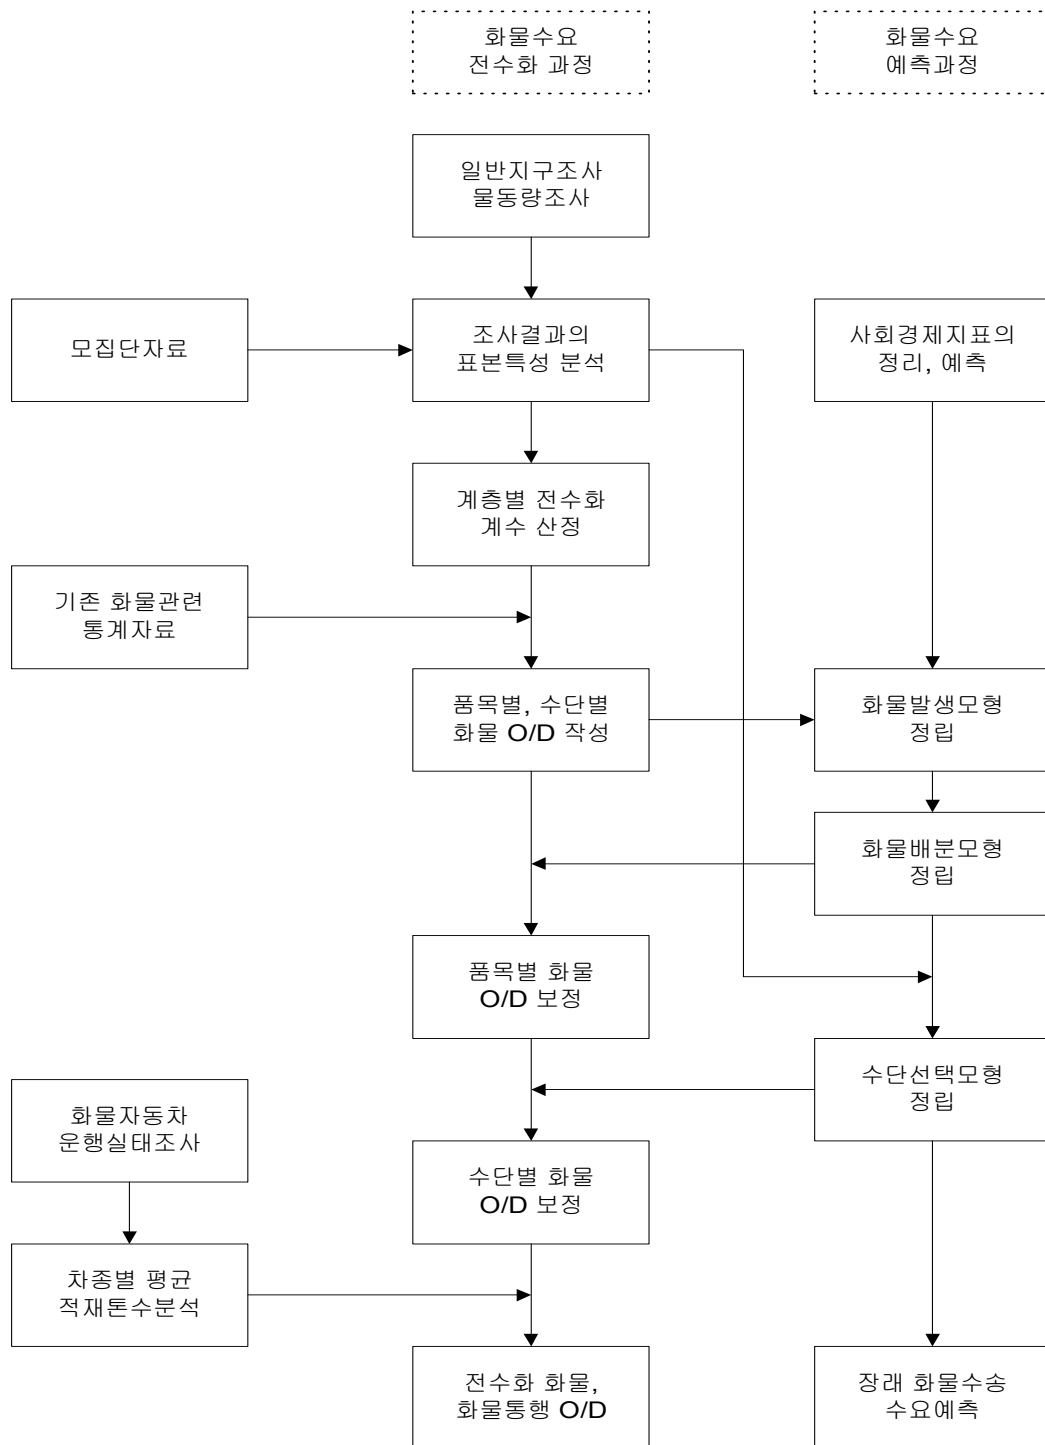 화물수요
전수화 과정
화물수요
예측과정
일반지구조사
물동량조사
모집단자료
조사결과의
표본특성 분석
사회경제지표의
정리, 예측
계층별 전수화
계수 산정
기존 화물관련
통계자료
품목별, 수단별
화물 O/D 작성
화물발생모형
정립
화물배분모형
정립
품목별 화물
O/D 보정
수단선택모형
정립
화물자동차
운행실태조사
수단별 화물
O/D 보정
차종별 평균
적재톤수분석
전수화 화물,
화물통행 O/D
장래 화물수송
수요예측